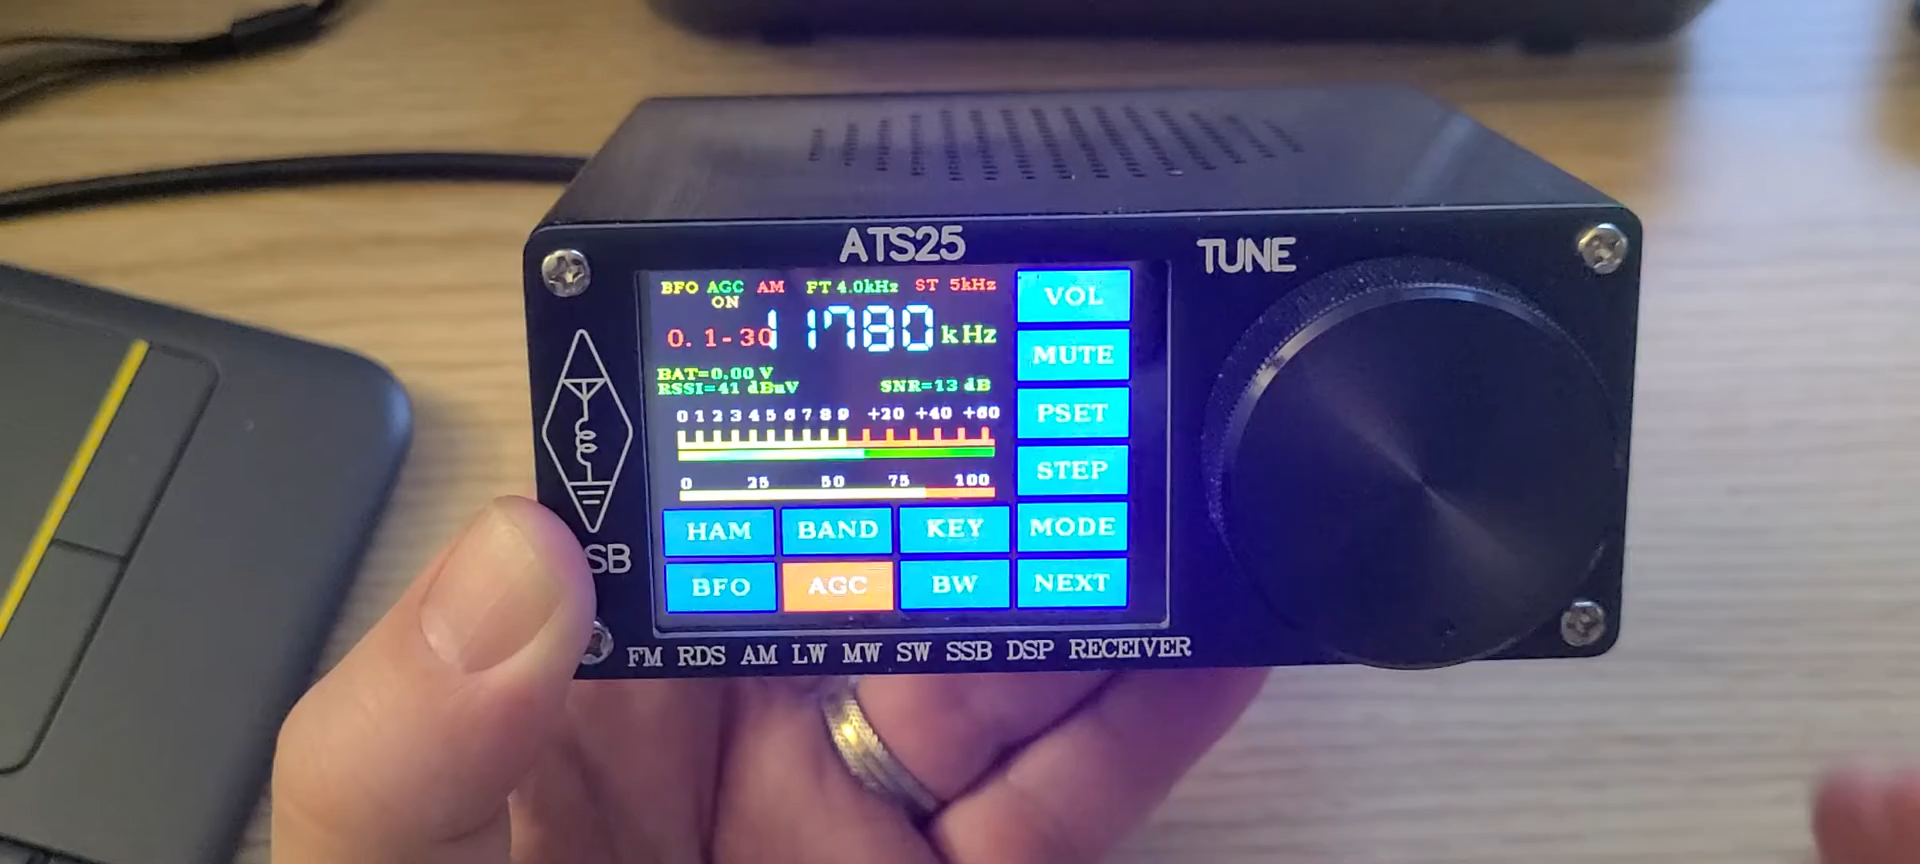 ATS25
TUNE
BFO AGC AM FT 4.0kHz ST 5kHz
ON
0.1-30 11780 kHz
BAT=0.00 V
RSSI=41 dBuV SNR=13 dB
0 1 2 3 4 5 6 7 8 9 +20 +40 +60
0 25 50 75 100
VOL
MUTE
PSET
STEP
HAM BAND KEY MODE
BFO AGC BW NEXT
SB
FM RDS AM LW MW SW SSB DSP RECEIVER